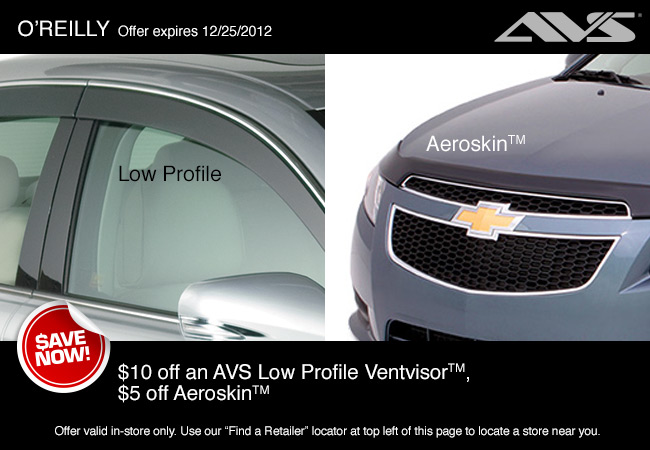 O'REILLY Offer expires 12/25/2012
AVS
Low Profile
Aeroskin™
$AVE
NOW!
$10 off an AVS Low Profile Ventvisor™,
$5 off Aeroskin™
Offer valid in-store only. Use our “Find a Retailer” locator at top left of this page to locate a store near you.